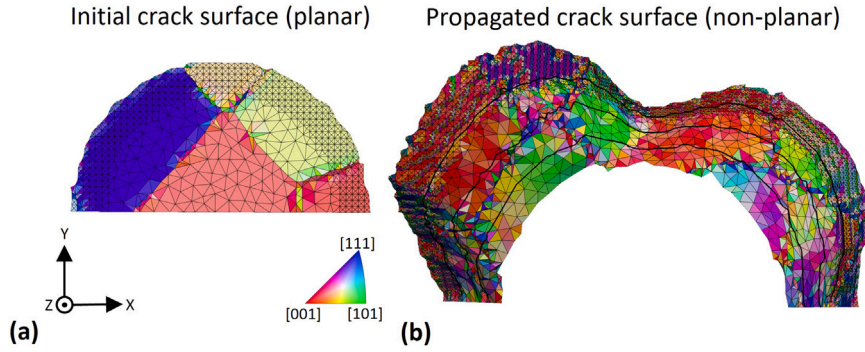 Initial crack surface (planar)
Propagated crack surface (non-planar)
Y
Z
X
[111]
[001]
[101]
(a)
(b)